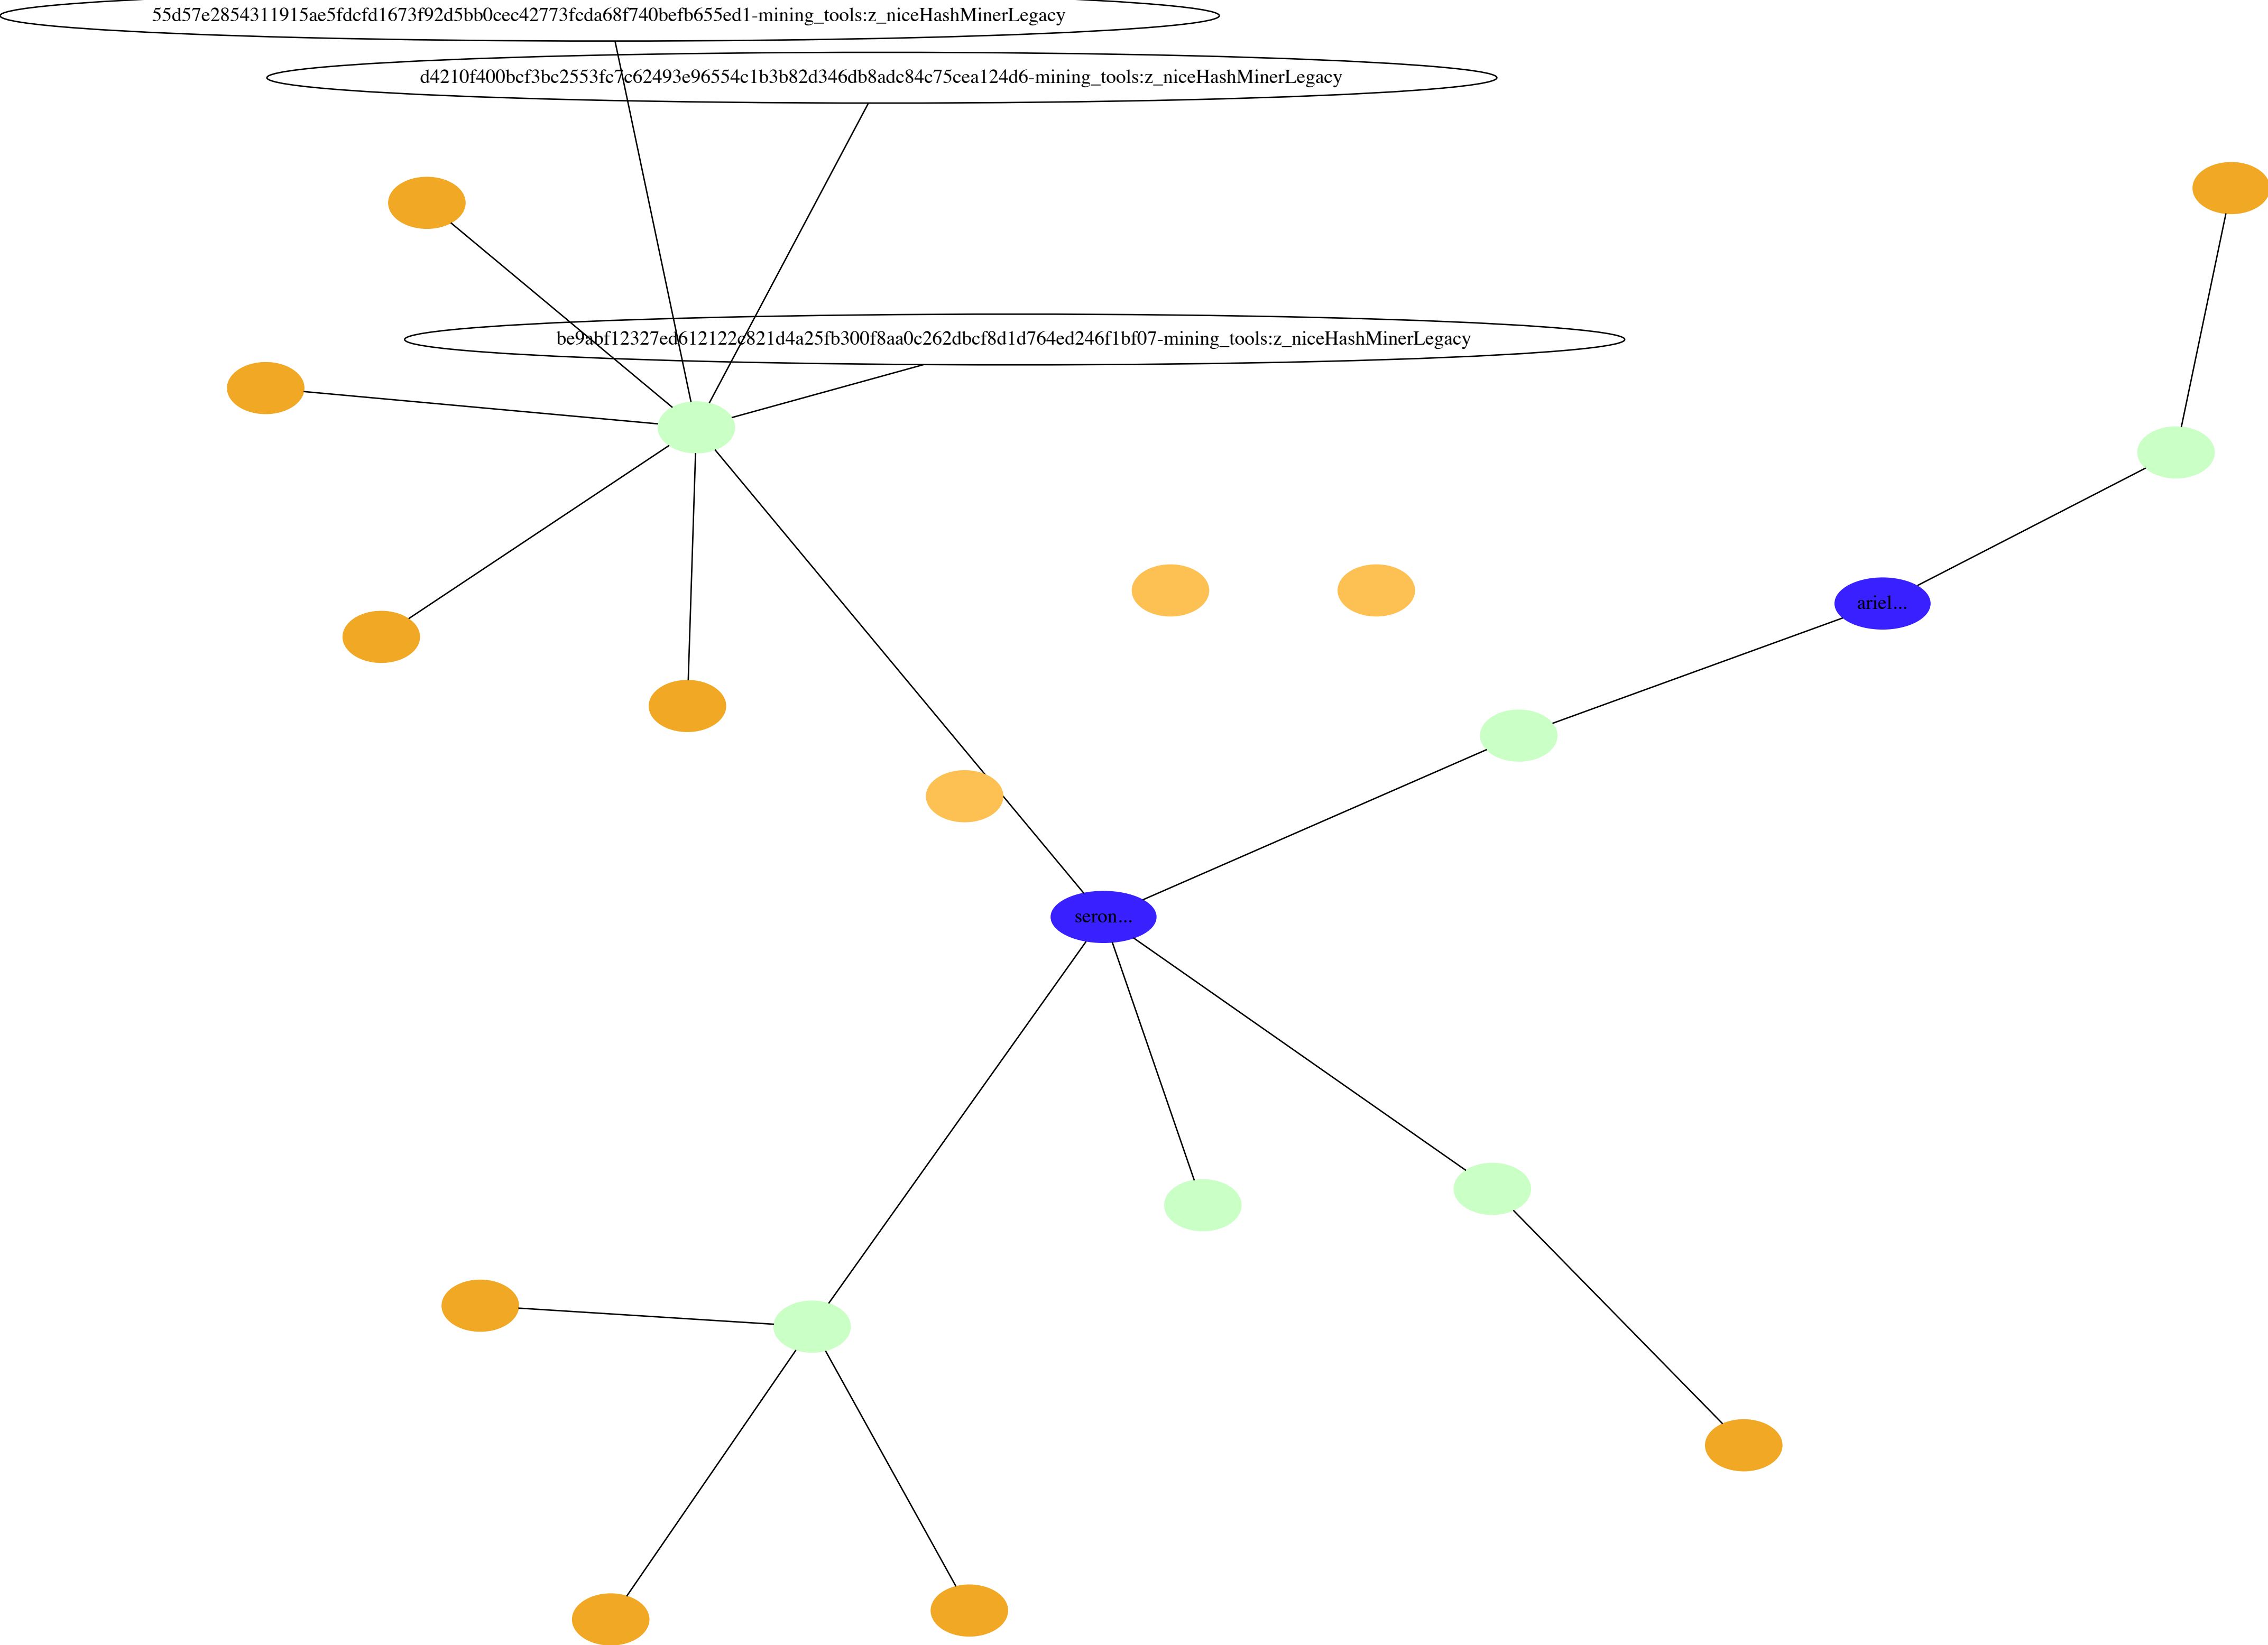 55d57e2854311915ae5fdcfd1673f92d5bb0cec42773fcda68f740befb655ed1-mining_tools:z_niceHashMinerLegacy
d4210f400bcf3bc2553fc7c62493e96554c1b3b82d346db8adc84c75cea124d6-mining_tools:z_niceHashMinerLegacy
be9abf12327ed612122c821d4a25fb300f8aa0c262dbcf8d1d764ed246f1bf07-mining_tools:z_niceHashMinerLegacy
ariel...
seron...